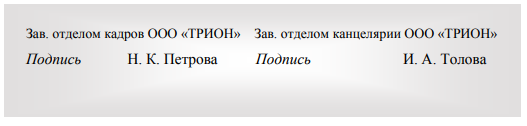 Зав. отделом кадров ООО «ТРИОН» Зав. отделом канцелярии ООО «ТРИОН»
Подпись Н. К. Петрова Подпись И. А. Толова